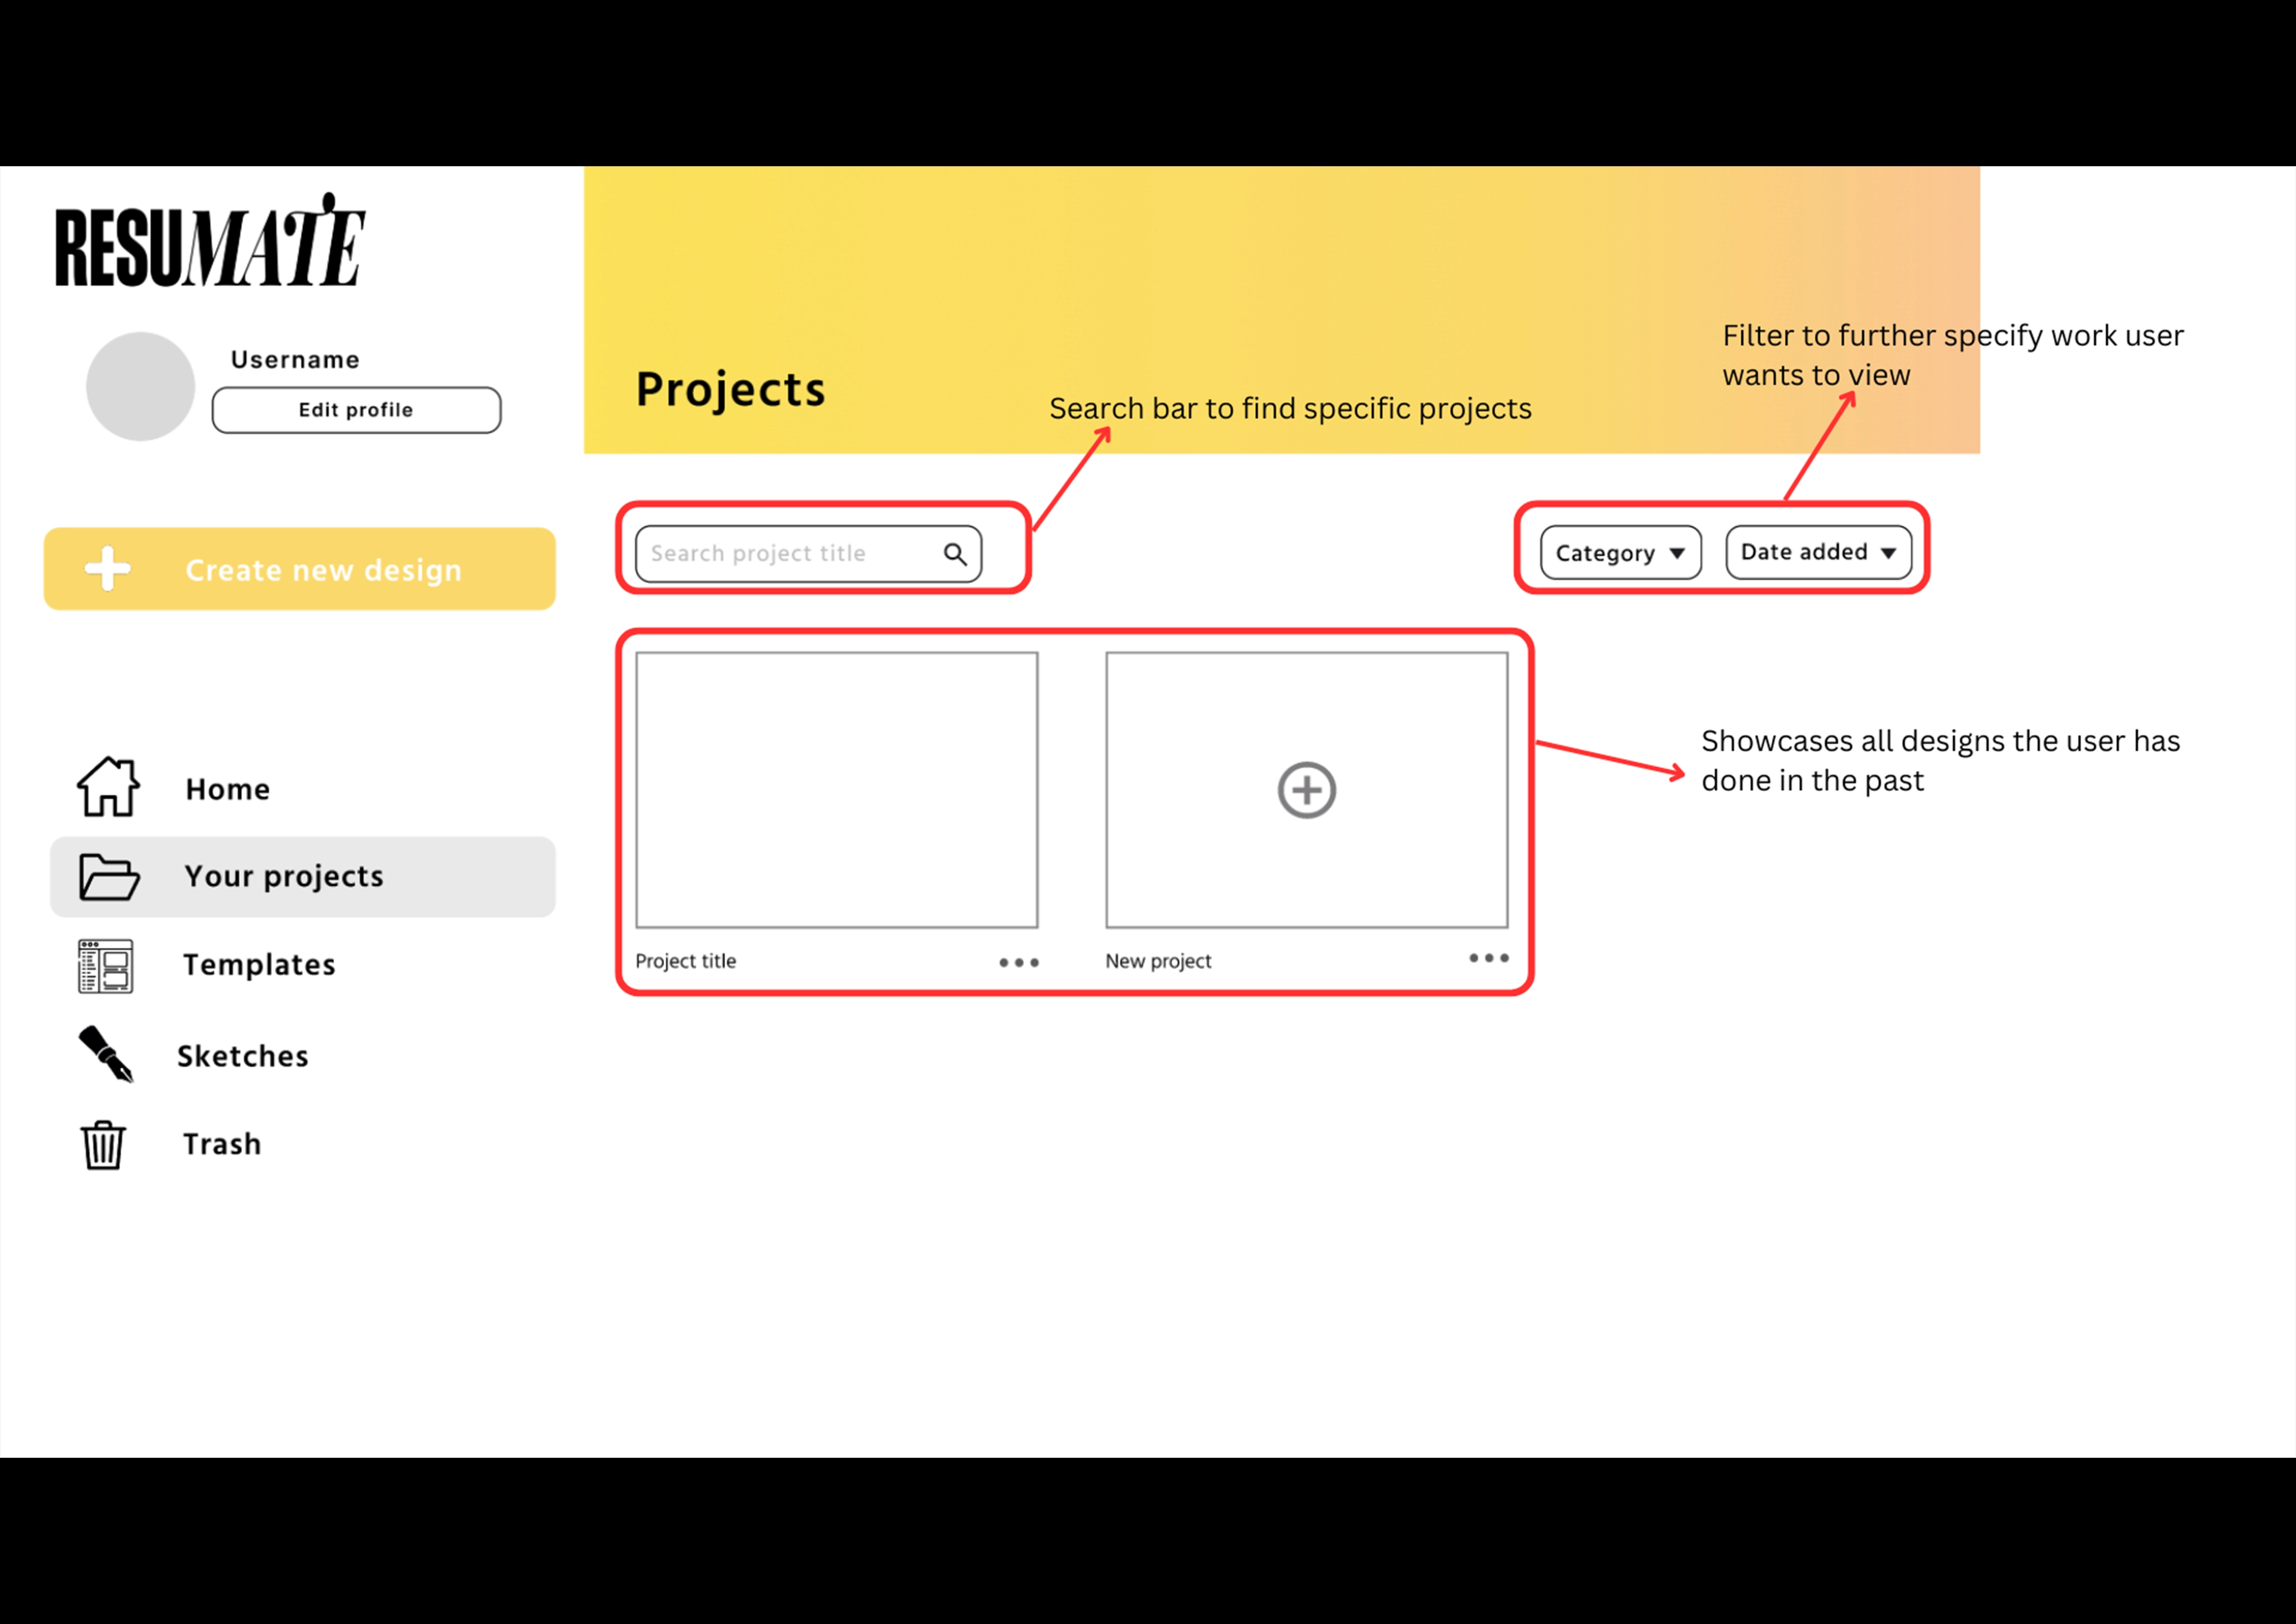 RESUMATE
Username
Edit profile
Create new design
Home
Your projects
Templates
Sketches
Trash
Projects
Search bar to find specific projects
Filter to further specify work user
wants to view
Search project title
Category
Date added
Project title
New project
Showcases all designs the user has
done in the past